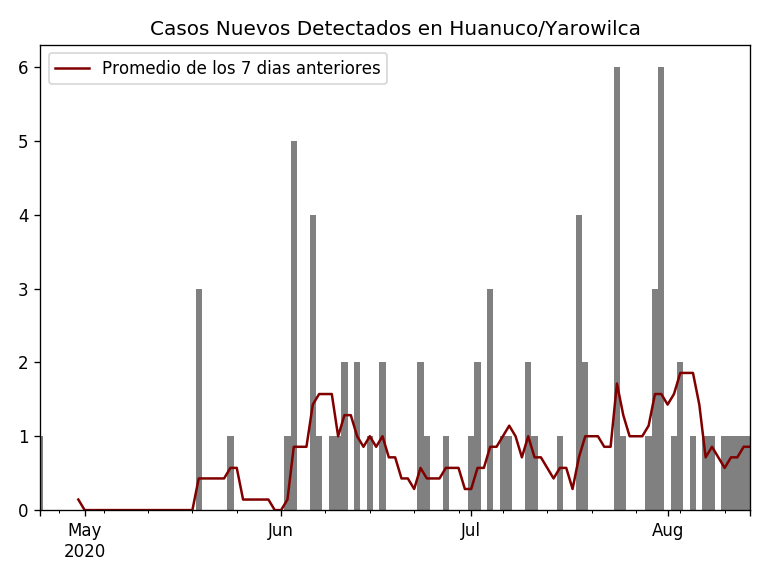 Casos Nuevos Detectados en Huanuco/Yarowilca
Promedio de los 7 dias anteriores
6
5
4
3
2
1
0
May Jun Jul Aug
2020